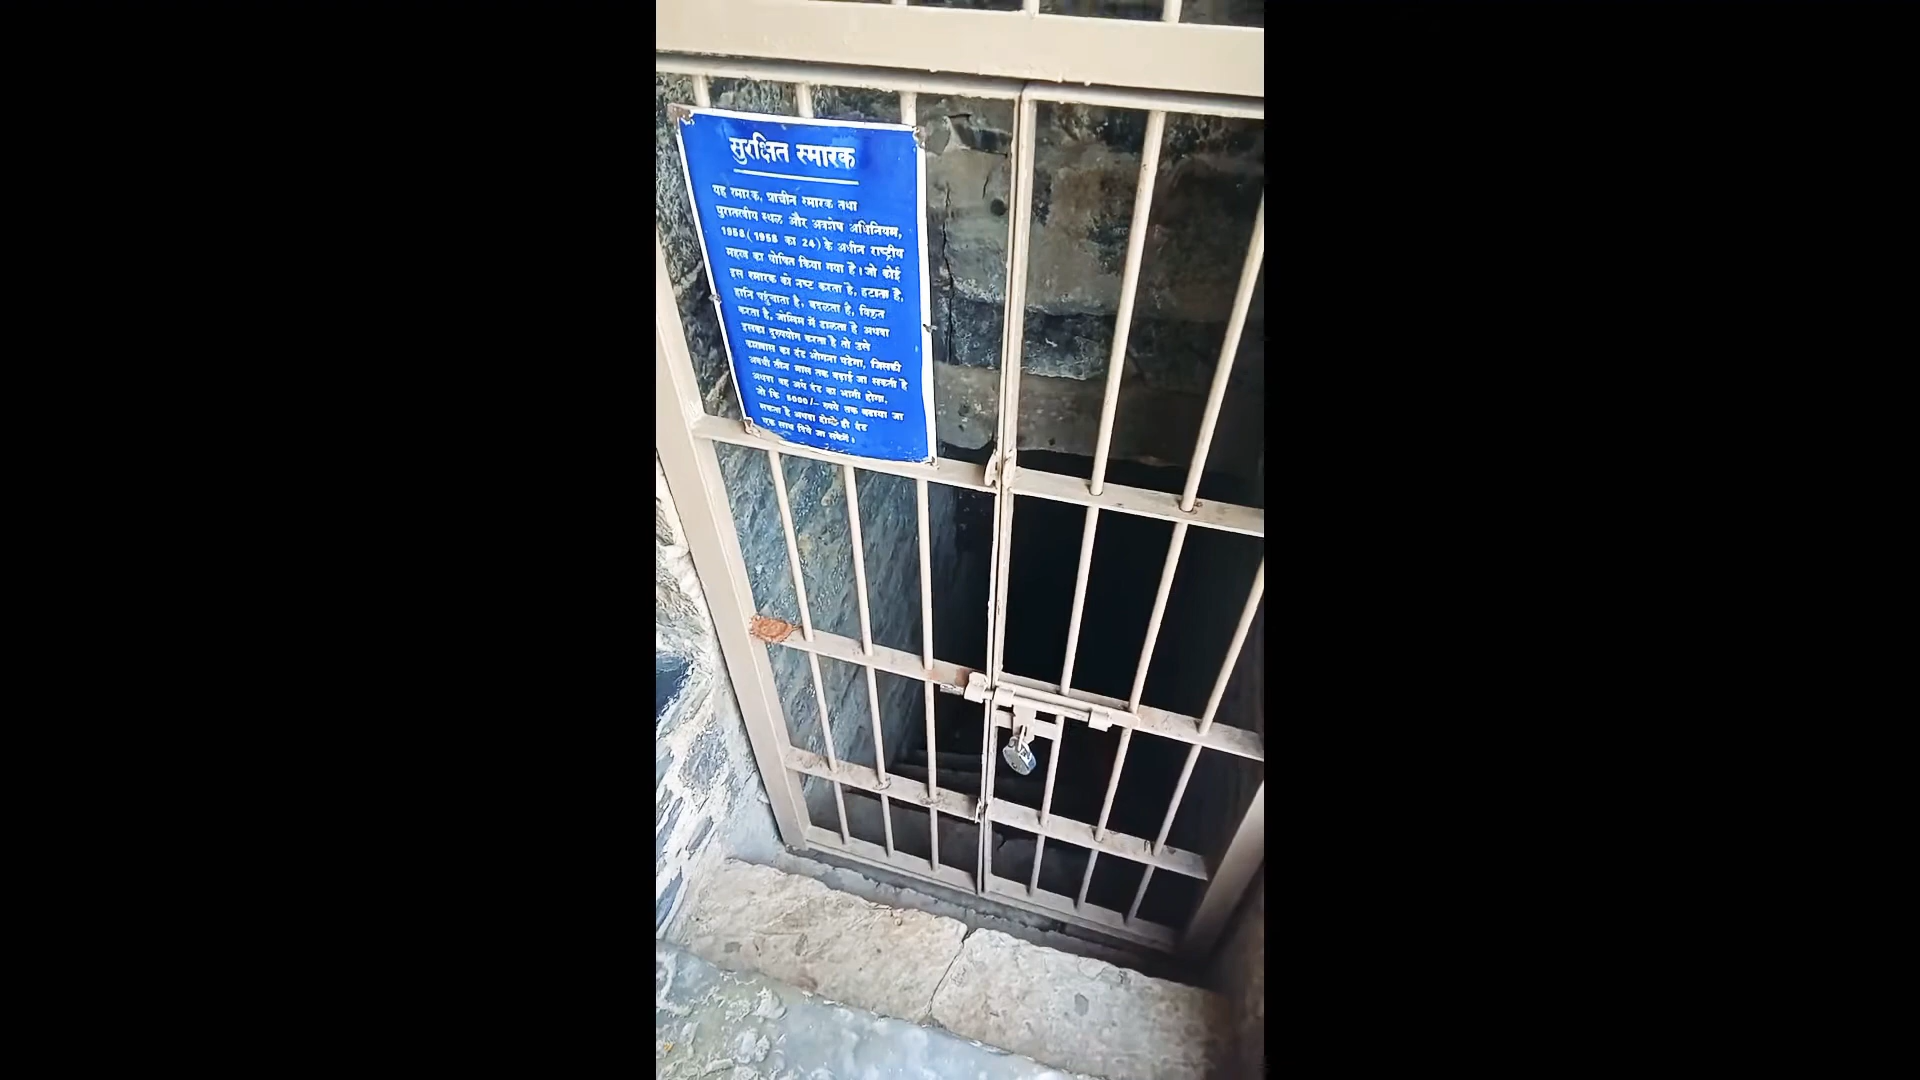 सुरक्षित स्मारक
यह स्मारक, प्राचीन स्मारक तथा
पुरातत्वीय स्थल और अवशेष अधिनियम,
1958(1958 का 24) के अधीन राष्ट्रीय
महत्व का घोषित किया गया है। जो कोई
इस स्मारक को नष्ट करता है, हटाता है,
हानि पहुंचाता है, बदलता है, विकृत
करता है, जोखिम में डालता है अथवा
इसका दुरुपयोग करता है तो उसे
कारावास का दंड भोगना पडेगा, जिसकी
अवधी तीन मास तक बढ़ाई जा सकती है
अथवा वह अर्थ दंड का भागी होगा,
जो कि 5000/- रुपये तक बढाया जा
सकता है अथवा दोनों ही दंड
एक साथ दिये जा सकेगें।